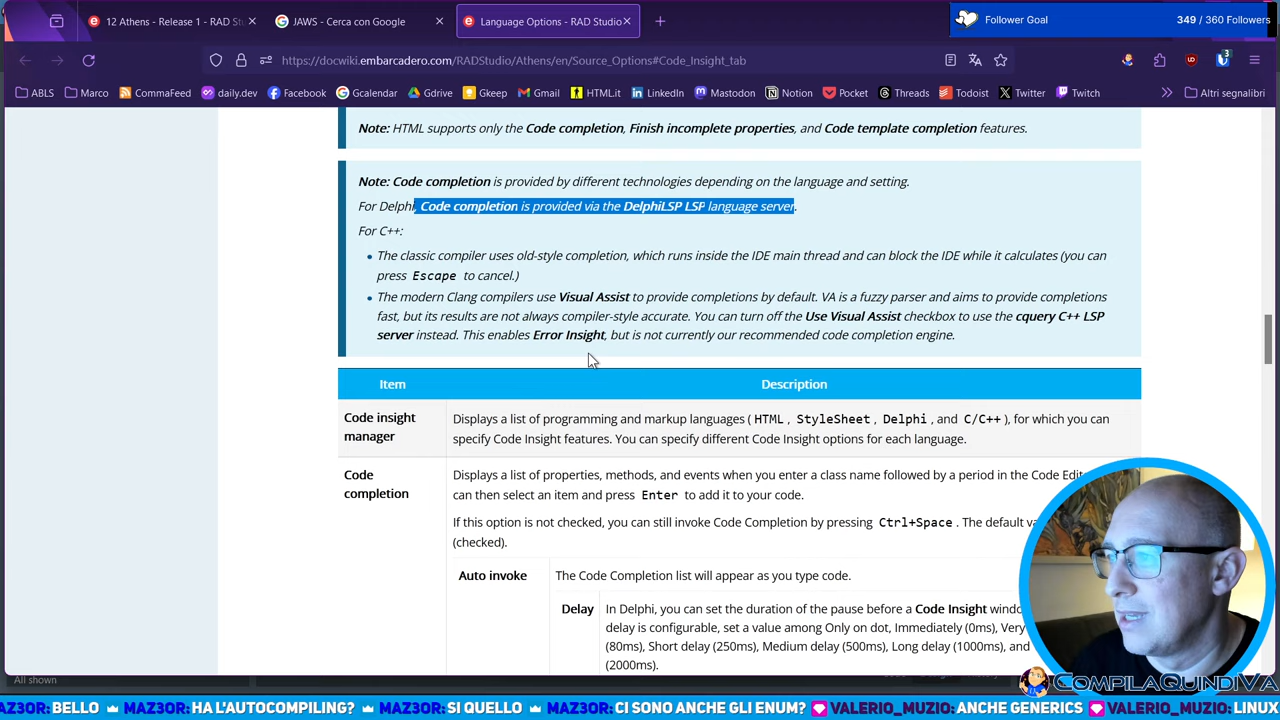 12 Athens - Release 1 - RAD St
JAWS - Cerca con Google
Language Options - RAD Studio
Follower Goal
349 / 360 Followers
https://docwiki.embarcadero.com/RADStudio/Athens/en/Source_Options#Code_Insight_tab
3
ABLS
Marco
CommaFeed
daily.dev
Facebook
Gcalendar
Gdrive
Gkeep
Gmail
HTML.it
LinkedIn
Mastodon
Notion
Pocket
Threads
Todoist
Twitter
Twitch
Altri segnalibri
Note: HTML supports only the Code completion, Finish incomplete properties, and Code template completion features.
Note: Code completion is provided by different technologies depending on the language and setting.
For Delphi, Code completion is provided via the DelphiLSP LSP language server.
For C++:
The classic compiler uses old-style completion, which runs inside the IDE main thread and can block the IDE while it calculates (you can
press Escape to cancel.)
The modern Clang compilers use Visual Assist to provide completions by default. VA is a fuzzy parser and aims to provide completions
fast, but its results are not always compiler-style accurate. You can turn off the Use Visual Assist checkbox to use the cquery C++ LSP
server instead. This enables Error Insight, but is not currently our recommended code completion engine.
Item
Description
Code insight
manager
Displays a list of programming and markup languages ( HTML , StyleSheet , Delphi , and C/C++ ), for which you can
specify Code Insight features. You can specify different Code Insight options for each language.
Code
completion
Displays a list of properties, methods, and events when you enter a class name followed by a period in the Code Edit
can then select an item and press Enter to add it to your code.
If this option is not checked, you can still invoke Code Completion by pressing Ctrl+Space . The default va
(checked).
Auto invoke
The Code Completion list will appear as you type code.
Delay
In Delphi, you can set the duration of the pause before a Code Insight window
delay is configurable, set a value among Only on dot, Immediately (0ms), Very
(80ms), Short delay (250ms), Medium delay (500ms), Long delay (1000ms), and
(2000ms).
All shown
COMPILAQUINDIVA
MAZ3OR: BELLO
MAZ3OR: HA L'AUTOCOMPILING?
MAZ3OR: SI QUELLO
MAZ3OR: CI SONO ANCHE GLI ENUM?
VALERIO_MUZIO: ANCHE GENERICS
VALERIO_MUZIO: LINUX